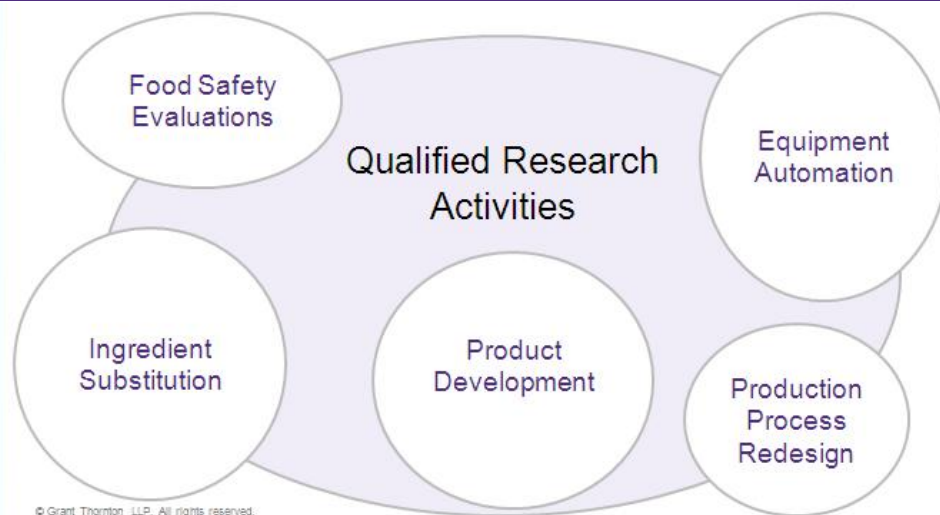 Food Safety
Evaluations
Qualified Research
Activities
Equipment
Automation
Ingredient
Substitution
Product
Development
Production
Process
Redesign
© Grant Thornton LLP. All rights reserved.